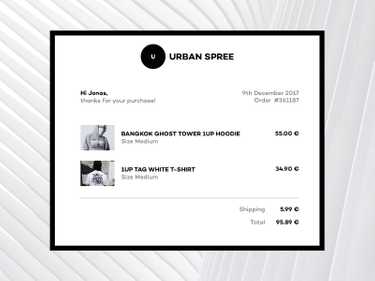 U URBAN SPREE
Hi Jonas, 9th December 2017
thanks for your purchase! Order #361187
BANGKOK GHOST TOWER 1UP HOODIE 55.00 €
Size Medium
1UP TAG WHITE T-SHIRT 34.90 €
Size Medium
Shipping 5.99 €
Total 95.89 €